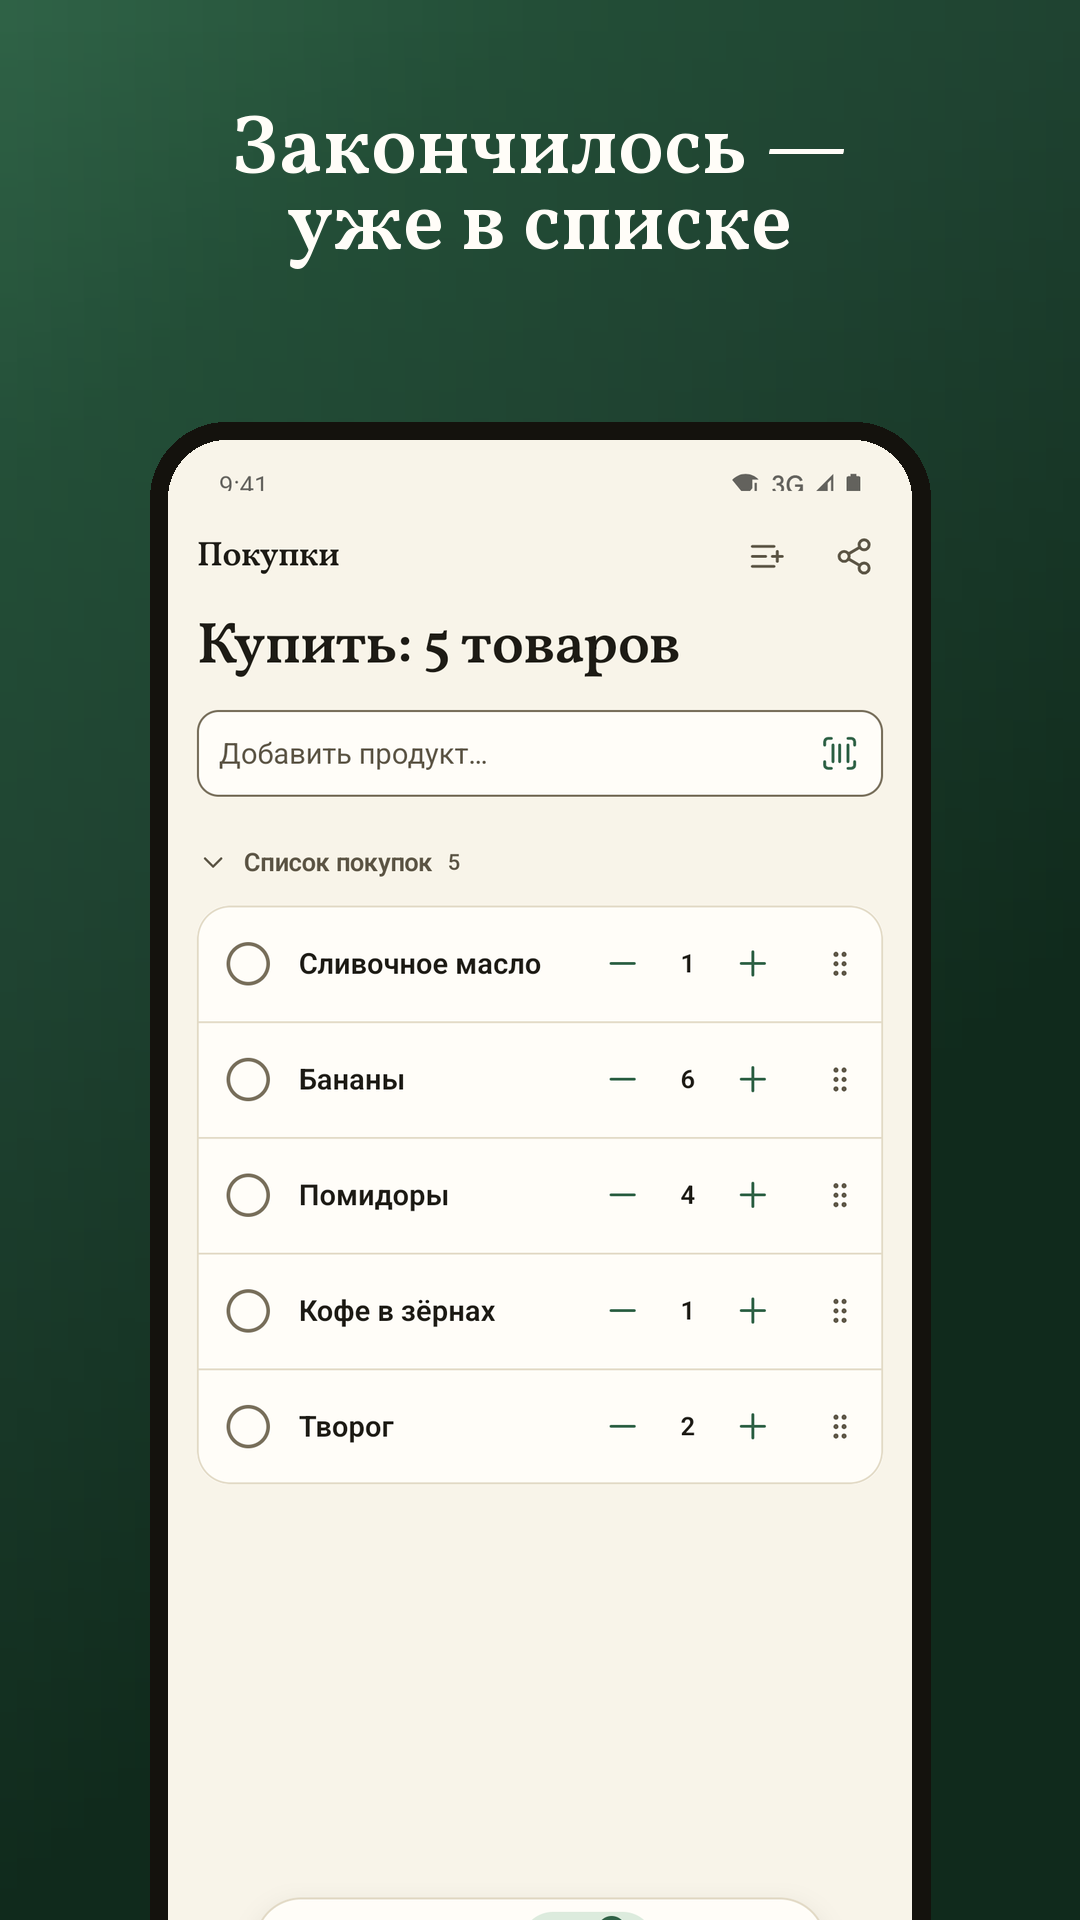 Закончилось —
уже в списке
9:41 3G
Покупки
Купить: 5 товаров
Добавить продукт...
Список покупок 5
Сливочное масло 1
Бананы 6
Помидоры 4
Кофе в зёрнах 1
Творог 2